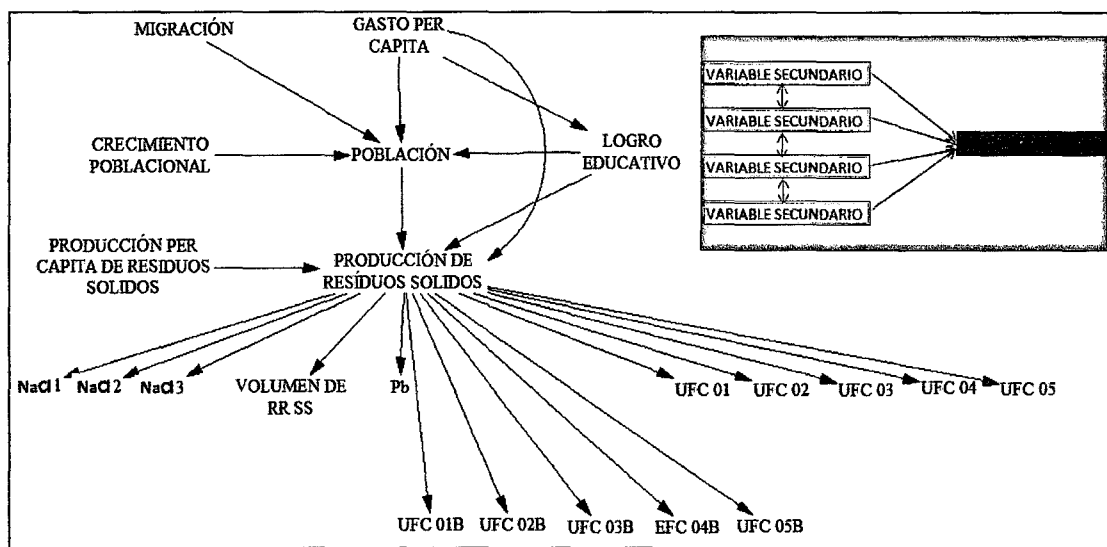 MIGRACIÓN
GASTO PER
CAPITA
VARIABLE SECUNDARIO
VARIABLE SECUNDARIO
VARIABLE SECUNDARIO
VARIABLE SECUNDARIO
CRECIMIENTO
POBLACIONAL
POBLACIÓN
LOGRO
EDUCATIVO
PRODUCCIÓN PER
CAPITA DE RESIDUOS
SOLIDOS
PRODUCCIÓN DE
RESÍDUOS SOLIDOS
NaCl 1
NaCl 2
NaCl 3
VOLUMEN DE
RR SS
Pb
UFC 01
UFC 02
UFC 03
UFC 04
UFC 05
UFC 01B
UFC 02B
UFC 03B
EFC 04B
UFC 05B